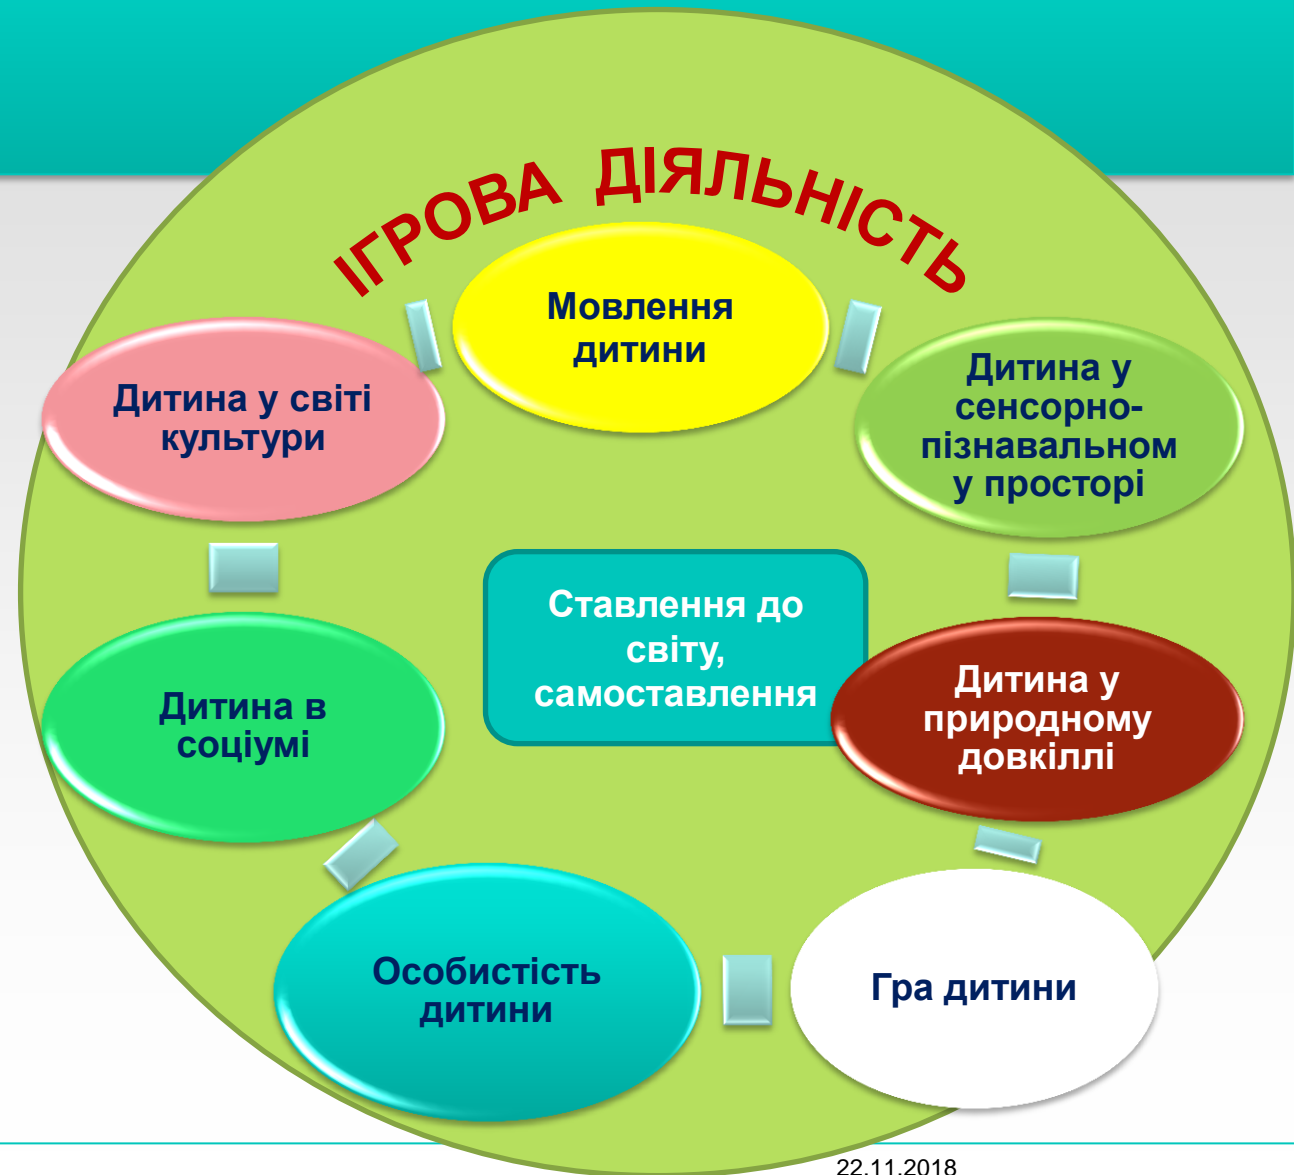 ІГРОВА ДІЯЛЬНІСТЬ
Мовлення
дитини
Дитина у світі
культури
Дитина у
сенсорно-
пізнавальном
у просторі
Ставлення до
світу,
самоставлення
Дитина в
соціумі
Дитина у
природному
довкіллі
Особистість
дитини
Гра дитини
22.11.2018